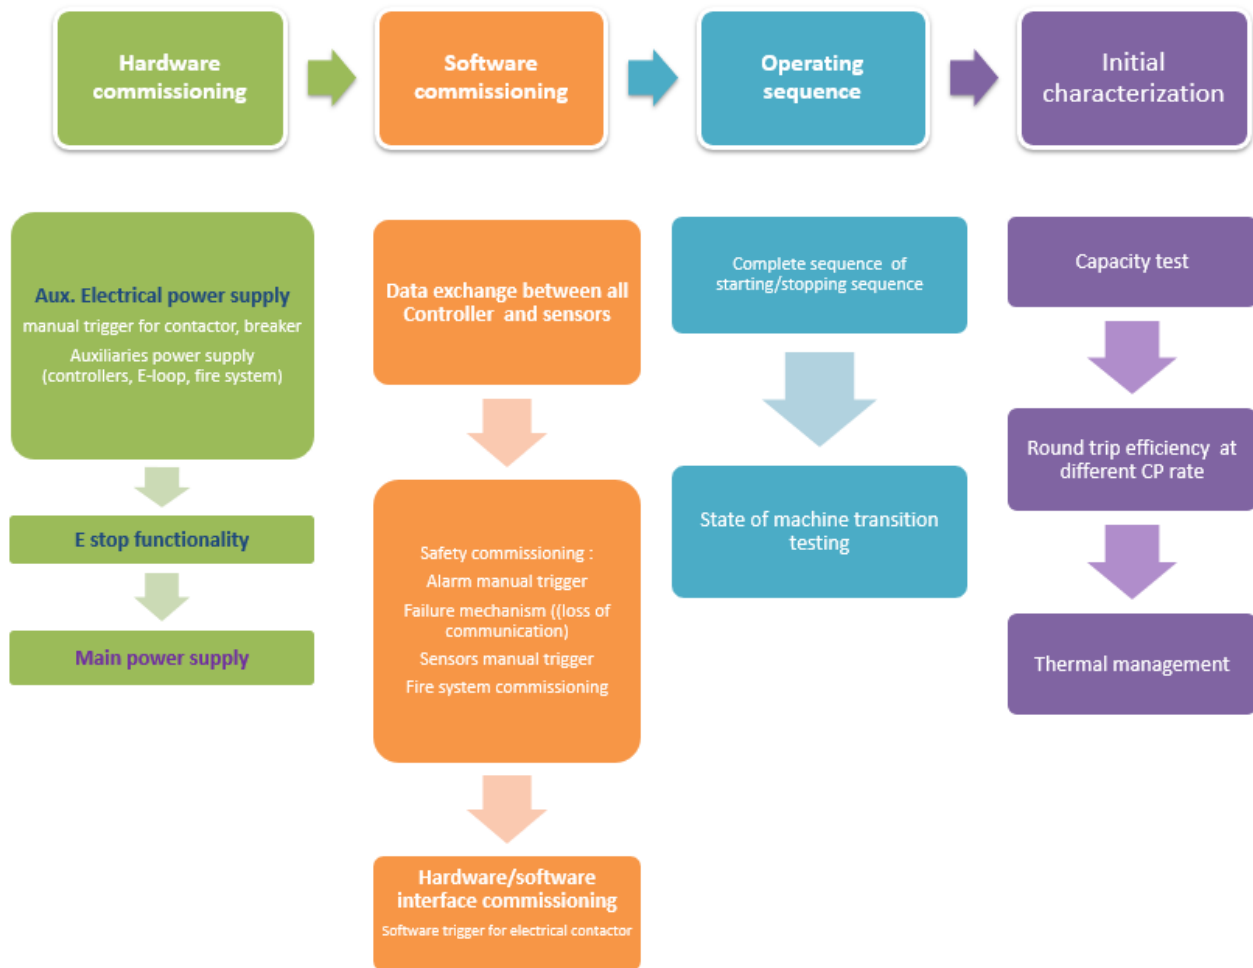 Hardware
commissioning
Software
commissioning
Operating
sequence
Initial
characterization
Aux. Electrical power supply
manual trigger for contactor, breaker
Auxiliaries power supply
(controllers, E-loop, fire system)
E stop functionality
Main power supply
Data exchange between all
Controller and sensors
Safety commissioning :
Alarm manual trigger
Failure mechanism ((loss of
communication)
Sensors manual trigger
Fire system commissioning
Hardware/software
interface commissioning
Software trigger for electrical contactor
Complete sequence of
starting/stopping sequence
State of machine transition
testing
Capacity test
Round trip efficiency at
different CP rate
Thermal management